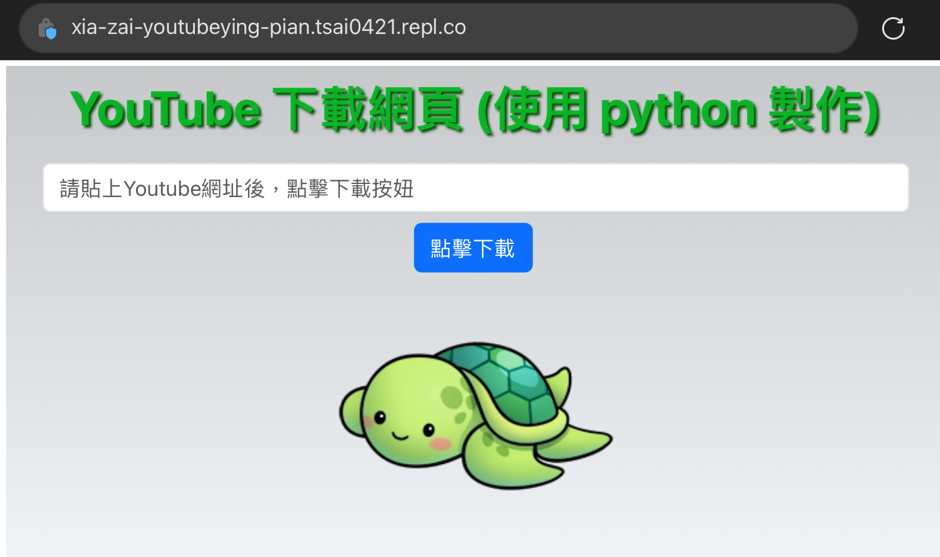 xia-zai-youtubeying-pian.tsai0421.repl.co
YouTube 下載網頁 (使用 python 製作)
請貼上Youtube網址後，點擊下載按妞
點擊下載